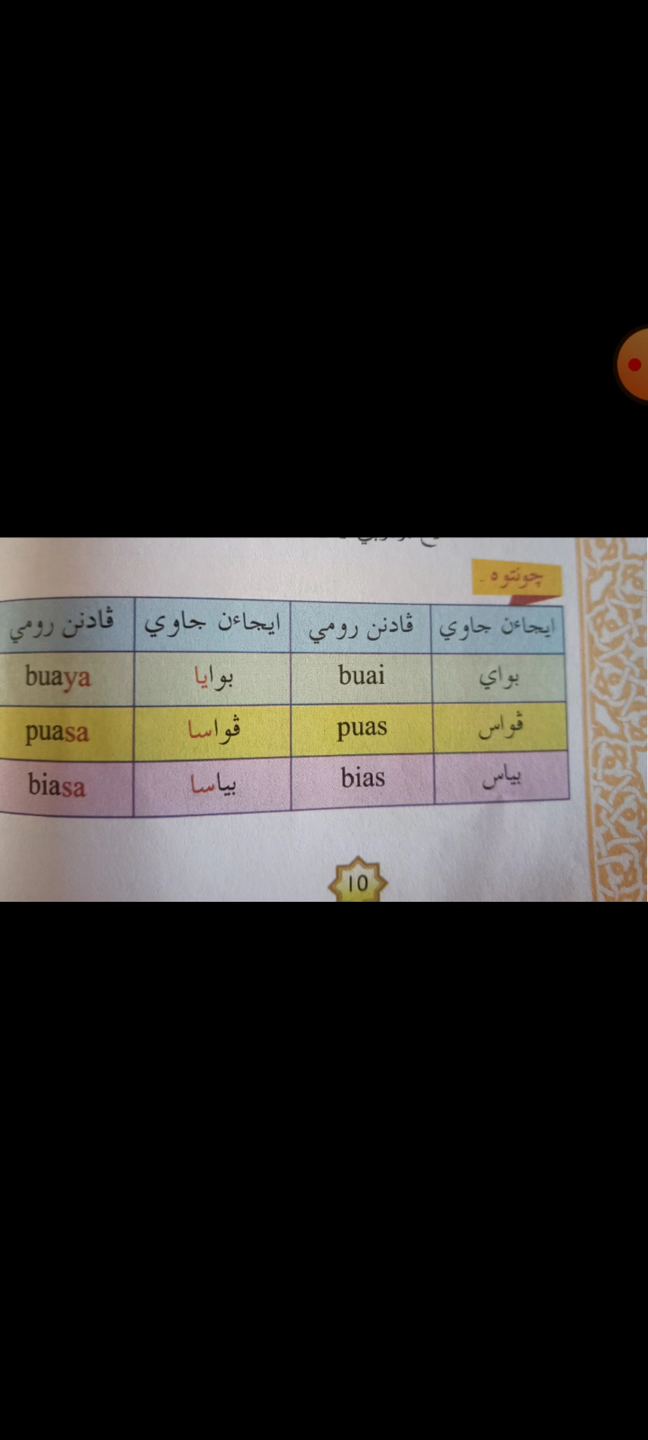 چونتوه
ايجاءن جاوي ڤادنن رومي ايجاءن جاوي ڤادنن رومي
بواي buai بوايا buaya
ڤواس puas ڤواسا puasa
بياس bias بياسا biasa
١٥